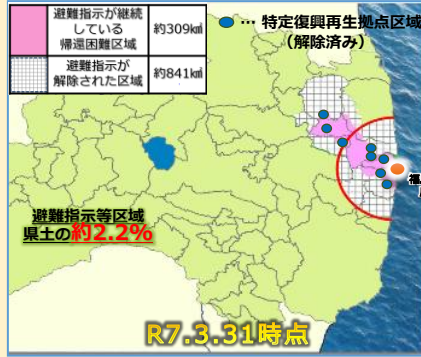 避難指示が継続
している
帰還困難区域
約309㎢
避難指示が
解除された区域
約841㎢
… 特定復興再生拠点区域
（解除済み）
福
避難指示等区域
県土の約2.2%
R7.3.31時点